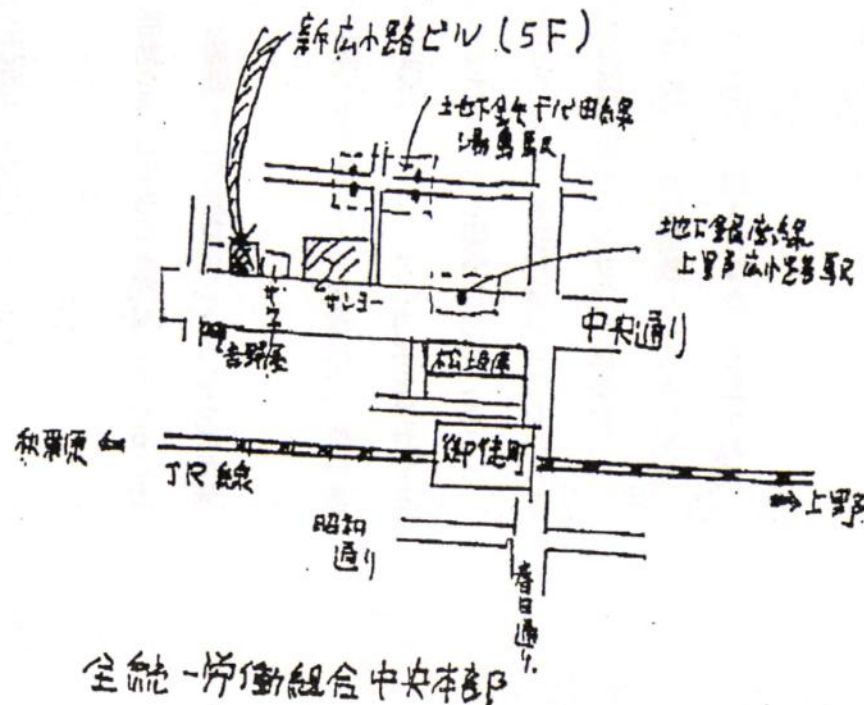 新広小路ビル(5F)
地下鉄千代田線
湯島駅
地下銀座線
上野広小路駅
サンヨー
中央通り
吉野屋
松坂屋
秋葉原
御徒町
JR線
上野
昭和
通り
春日通り
全統一労働組合中央本部